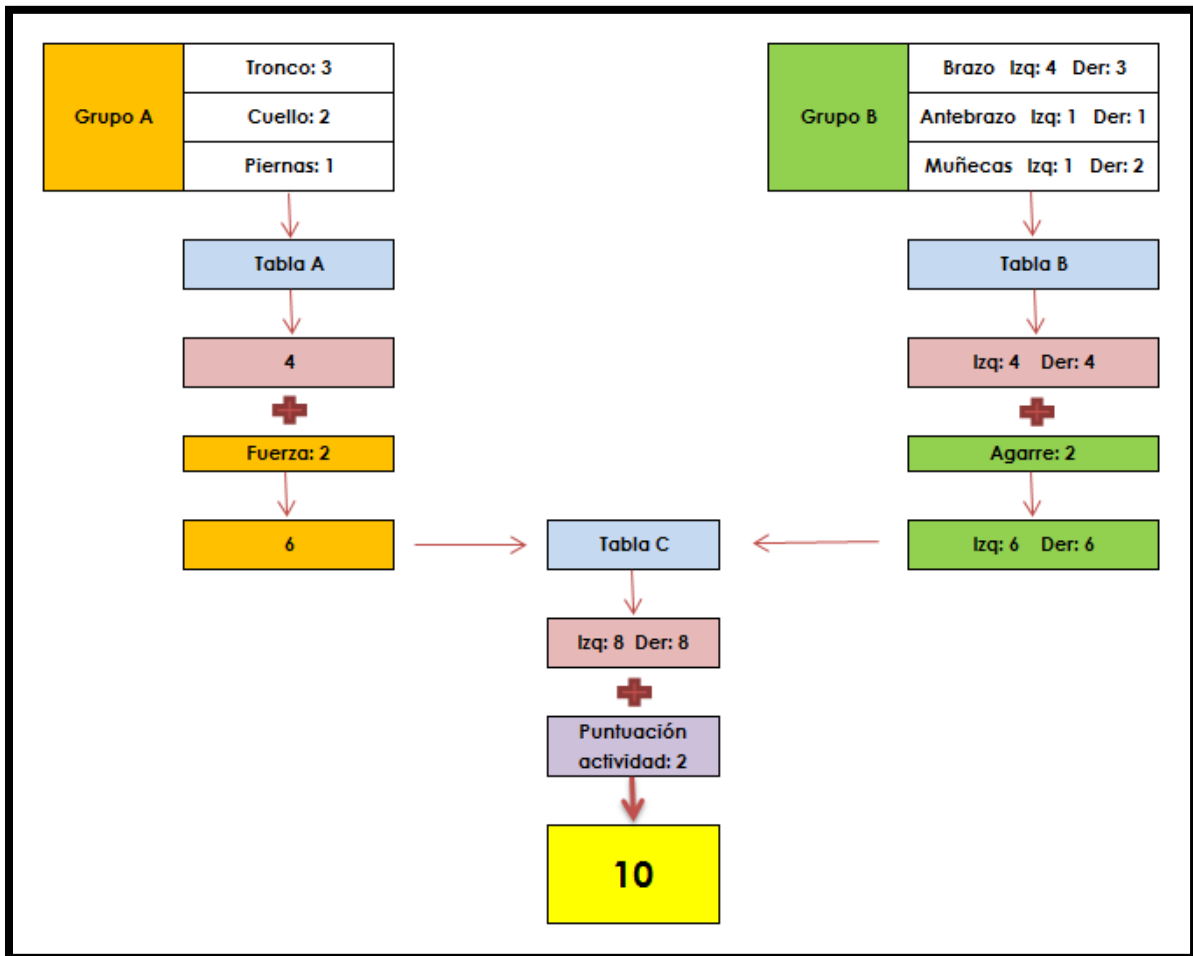 Grupo A
Tronco: 3
Cuello: 2
Piernas: 1
Tabla A
4
Fuerza: 2
6
Grupo B
Brazo Izq: 4 Der: 3
Antebrazo Izq: 1 Der: 1
Muñecas Izq: 1 Der: 2
Tabla B
Izq: 4 Der: 4
Agarre: 2
Izq: 6 Der: 6
Tabla C
Izq: 8 Der: 8
Puntuación
actividad: 2
10